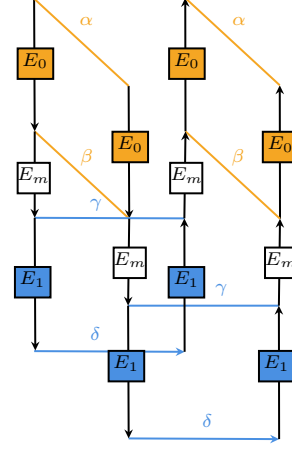 α α
E₀ E₀
β E₀ β E₀
Eₘ Eₘ
γ
Eₘ Eₘ
E₁ E₁ γ
δ E₁ E₁
δ